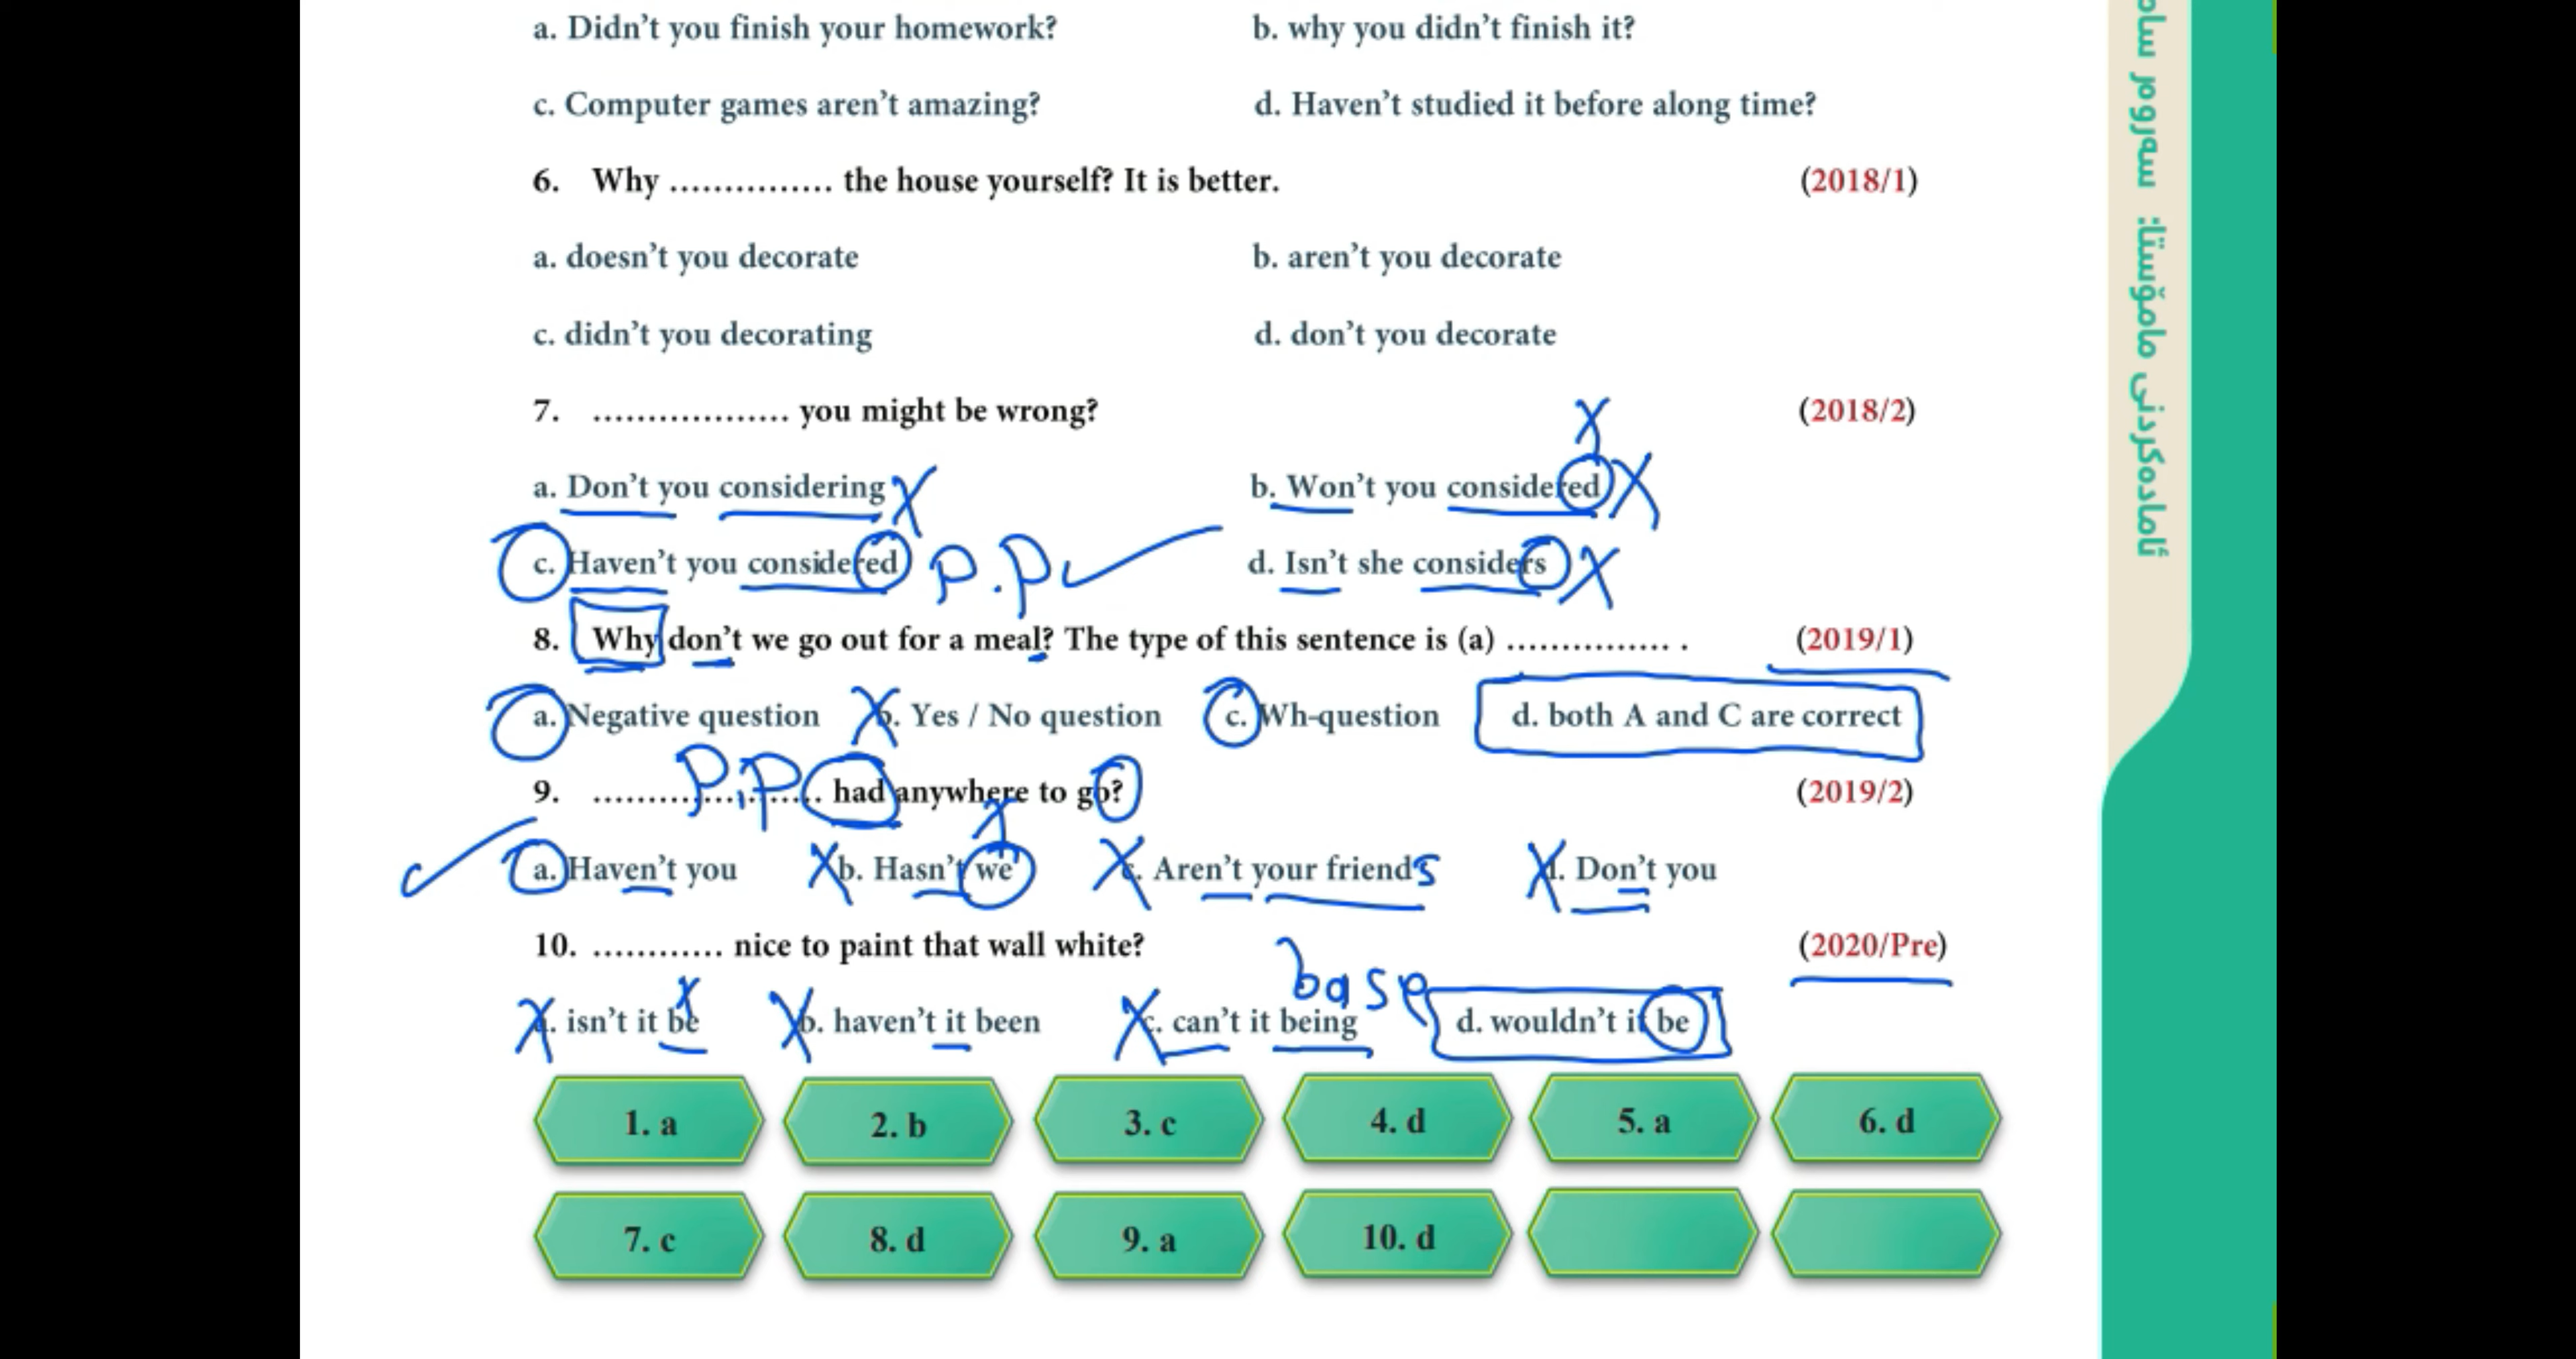 a. Didn't you finish your homework? b. why you didn't finish it?
c. Computer games aren't amazing? d. Haven't studied it before along time?
6. Why ............... the house yourself? It is better. (2018/1)
a. doesn't you decorate b. aren't you decorate
c. didn't you decorating d. don't you decorate
7. .................. you might be wrong? (2018/2)
X
a. Don't you considering X b. Won't you considered X
c. Haven't you considered P.P d. Isn't she considers X
8. Why don't we go out for a meal? The type of this sentence is (a) ............... . (2019/1)
a. Negative question X b. Yes / No question c. Wh-question d. both A and C are correct
9. ..................... P.P had anywhere to go? (2019/2)
X
a. Haven't you X b. Hasn't we X c. Aren't your friends X d. Don't you
10. ............ nice to paint that wall white? (2020/Pre)
X base
X a. isn't it be X b. haven't it been X c. can't it being d. wouldn't it be
1. a 2. b 3. c 4. d 5. a 6. d
7. c 8. d 9. a 10. d
ئامادەکردنی مامۆستا: سەروەر